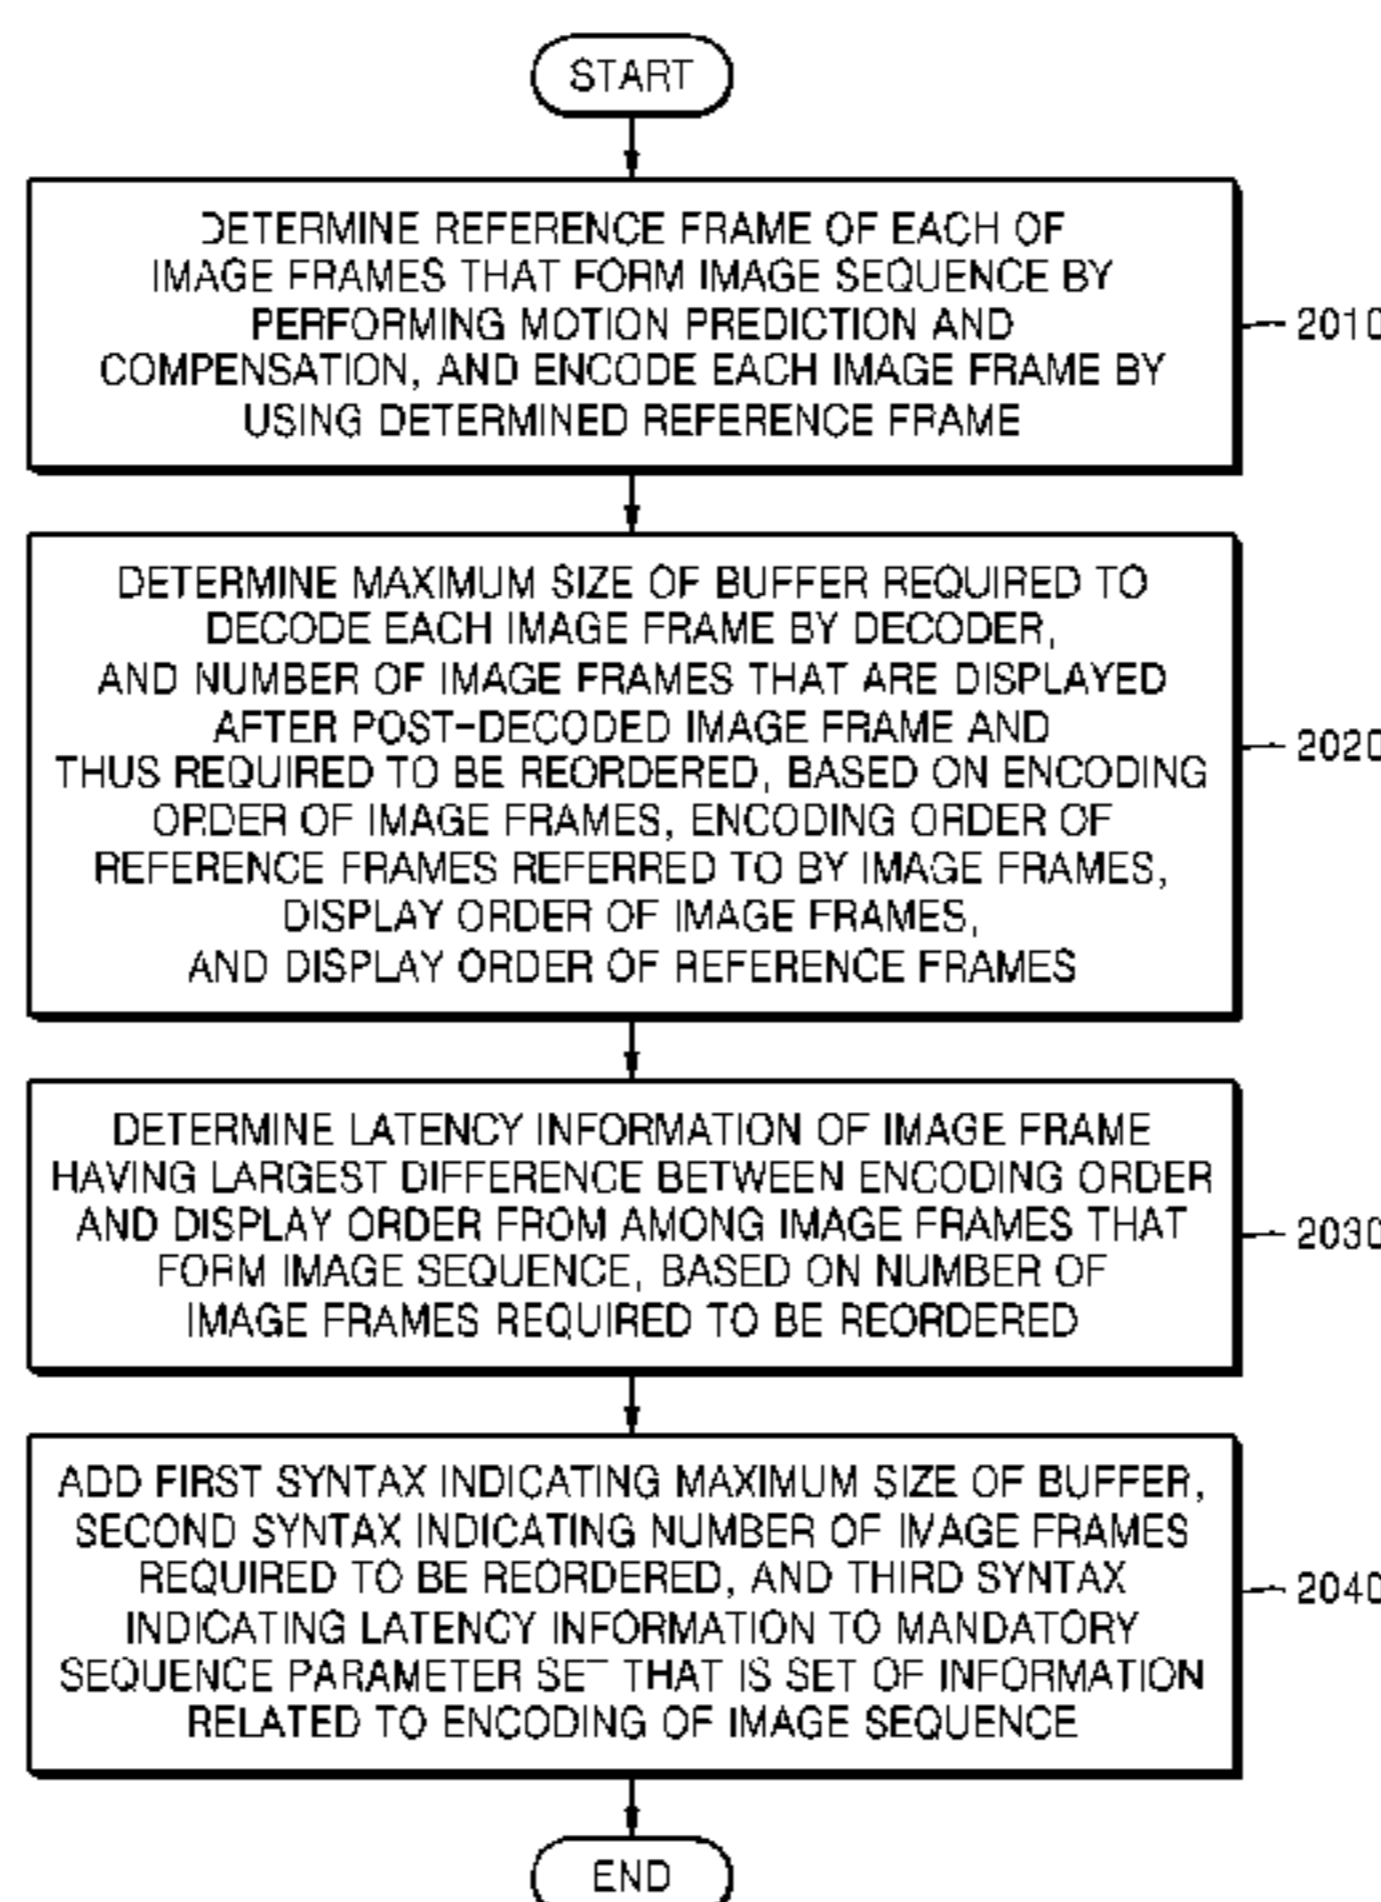 START
DETERMINE REFERENCE FRAME OF EACH OF
IMAGE FRAMES THAT FORM IMAGE SEQUENCE BY
PERFORMING MOTION PREDICTION AND
COMPENSATION, AND ENCODE EACH IMAGE FRAME BY
USING DETERMINED REFERENCE FRAME
2010
DETERMINE MAXIMUM SIZE OF BUFFER REQUIRED TO
DECODE EACH IMAGE FRAME BY DECODER,
AND NUMBER OF IMAGE FRAMES THAT ARE DISPLAYED
AFTER POST-DECODED IMAGE FRAME AND
THUS REQUIRED TO BE REORDERED, BASED ON ENCODING
ORDER OF IMAGE FRAMES, ENCODING ORDER OF
REFERENCE FRAMES REFERRED TO BY IMAGE FRAMES,
DISPLAY ORDER OF IMAGE FRAMES,
AND DISPLAY ORDER OF REFERENCE FRAMES
2020
DETERMINE LATENCY INFORMATION OF IMAGE FRAME
HAVING LARGEST DIFFERENCE BETWEEN ENCODING ORDER
AND DISPLAY ORDER FROM AMONG IMAGE FRAMES THAT
FORM IMAGE SEQUENCE, BASED ON NUMBER OF
IMAGE FRAMES REQUIRED TO BE REORDERED
2030
ADD FIRST SYNTAX INDICATING MAXIMUM SIZE OF BUFFER,
SECOND SYNTAX INDICATING NUMBER OF IMAGE FRAMES
REQUIRED TO BE REORDERED, AND THIRD SYNTAX
INDICATING LATENCY INFORMATION TO MANDATORY
SEQUENCE PARAMETER SET THAT IS SET OF INFORMATION
RELATED TO ENCODING OF IMAGE SEQUENCE
2040
END